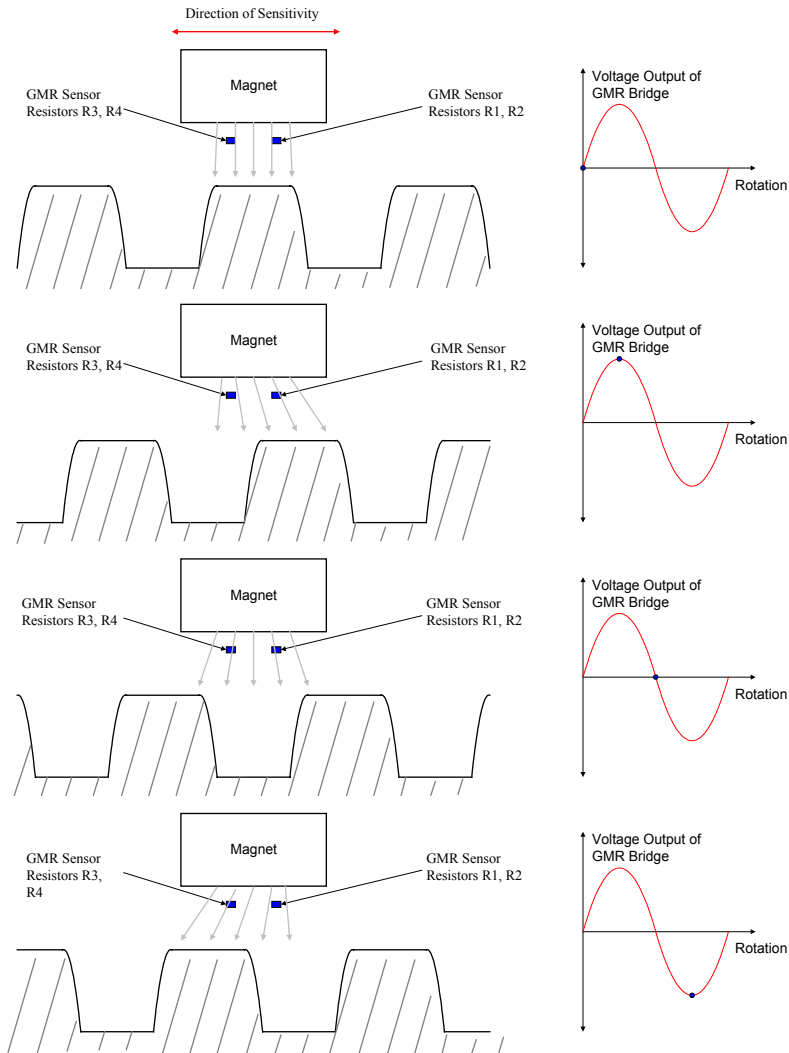 Direction of Sensitivity
Magnet
GMR Sensor
Resistors R3, R4
GMR Sensor
Resistors R1, R2
Voltage Output of
GMR Bridge
Rotation
Magnet
GMR Sensor
Resistors R3, R4
GMR Sensor
Resistors R1, R2
Voltage Output of
GMR Bridge
Rotation
Magnet
GMR Sensor
Resistors R3, R4
GMR Sensor
Resistors R1, R2
Voltage Output of
GMR Bridge
Rotation
Magnet
GMR Sensor
Resistors R3,
R4
GMR Sensor
Resistors R1, R2
Voltage Output of
GMR Bridge
Rotation